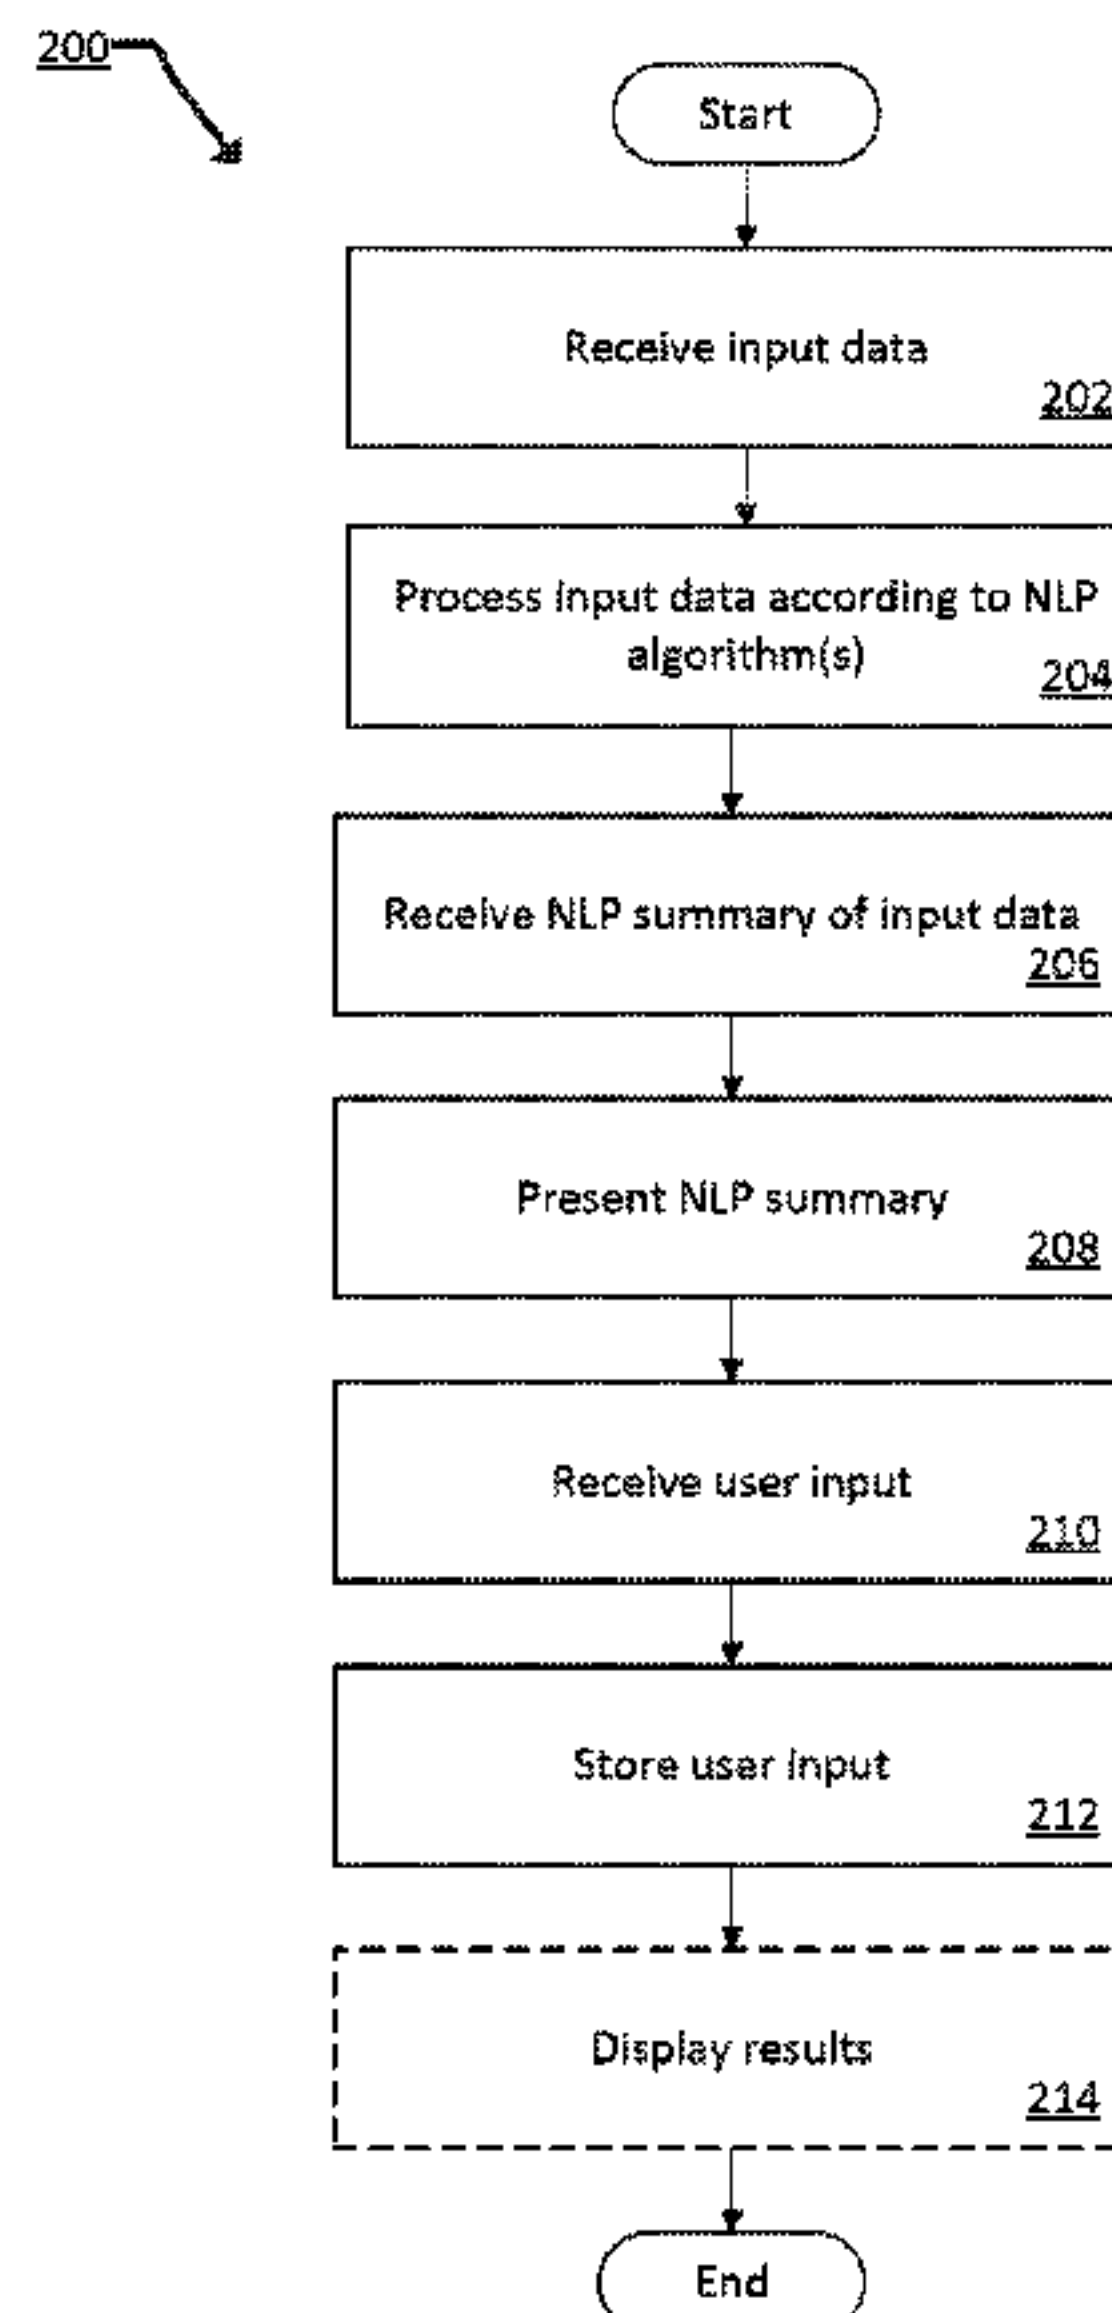 200
Start
Receive input data
202
Process input data according to NLP
algorithm(s)
204
Receive NLP summary of input data
206
Present NLP summary
208
Receive user input
210
Store user input
212
Display results
214
End